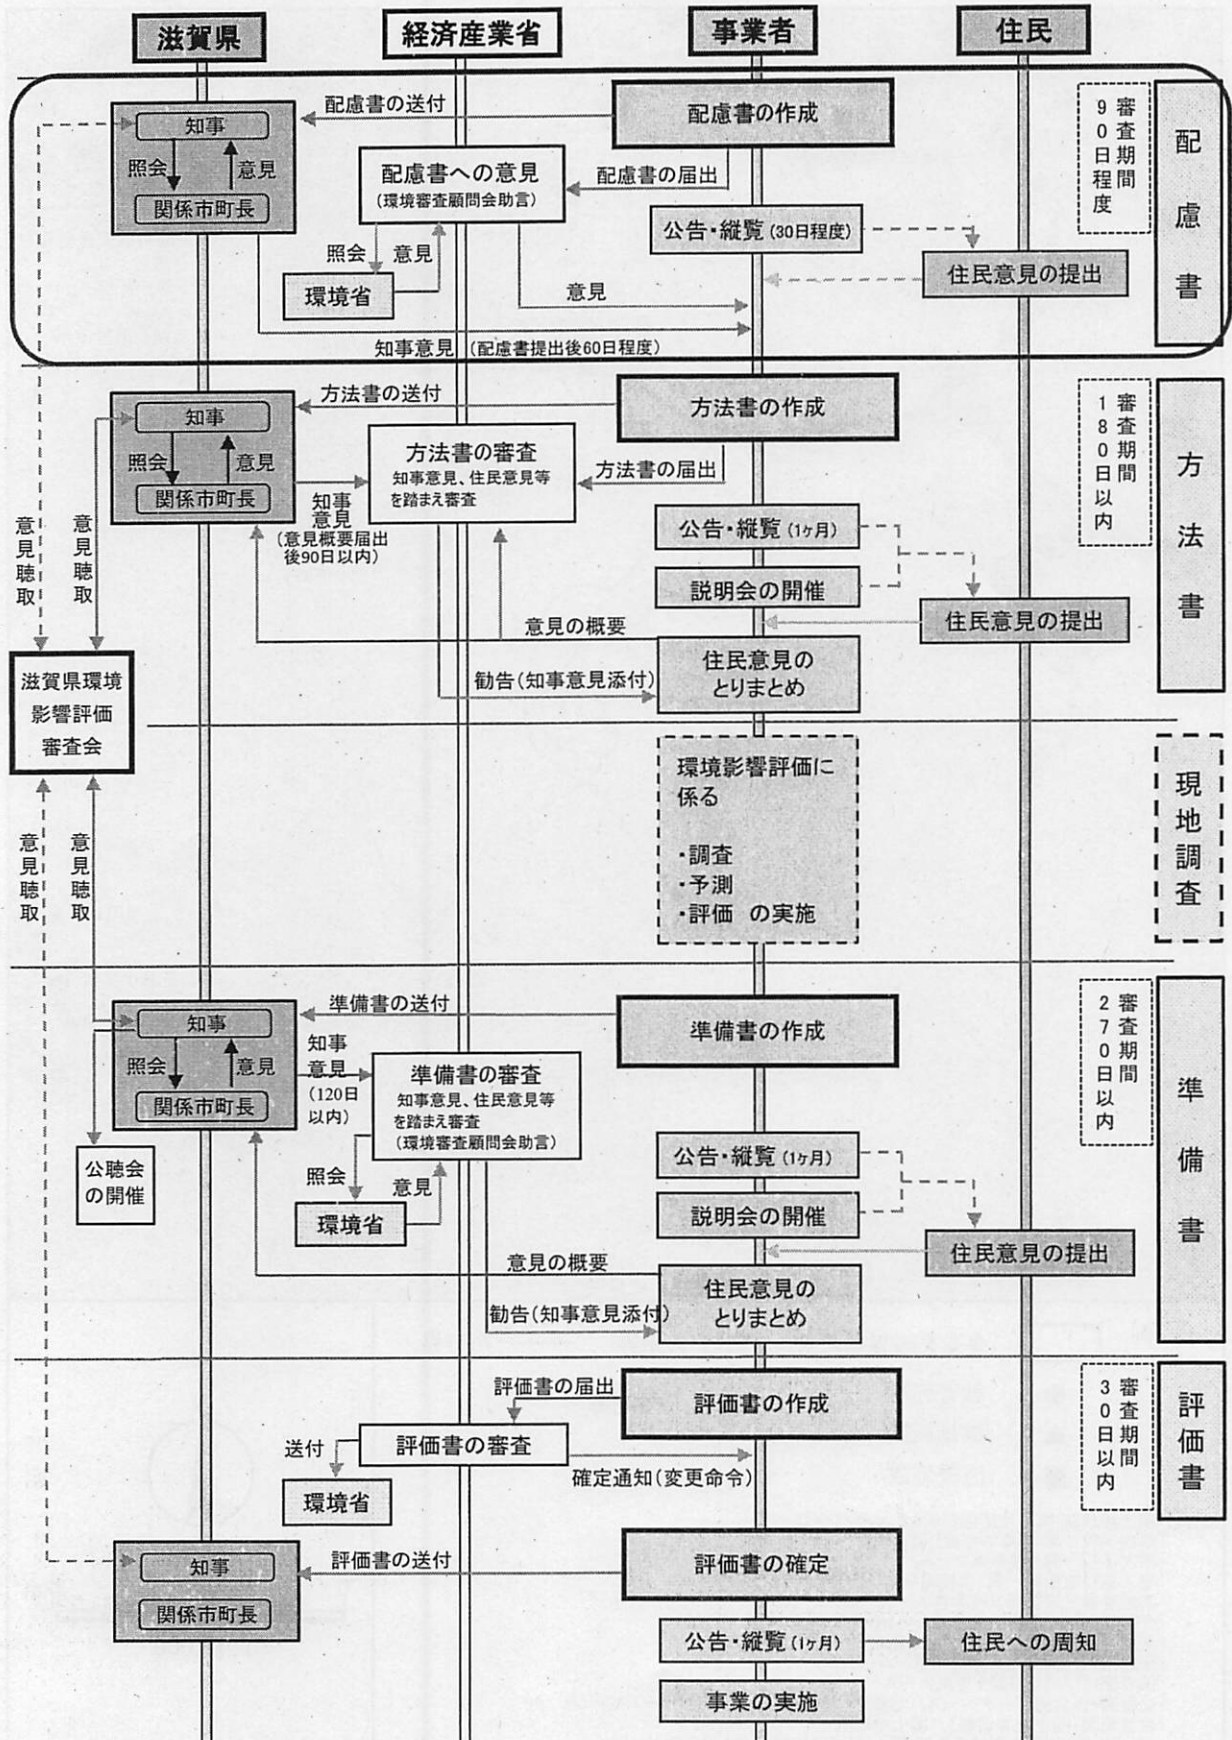 滋賀県
経済産業省
事業者
住民
配慮書
審査期間
90日程度
配慮書の作成
配慮書の送付
知事
照会
意見
関係市町長
配慮書への意見
(環境審査顧問会助言)
配慮書の届出
公告・縦覧(30日程度)
照会
意見
環境省
意見
住民意見の提出
知事意見 (配慮書提出後60日程度)
方法書
審査期間
180日以内
方法書の作成
方法書の送付
知事
照会
意見
関係市町長
知事
意見
(意見概要届出
後90日以内)
方法書の審査
知事意見、住民意見等
を踏まえ審査
方法書の届出
公告・縦覧(1ヶ月)
説明会の開催
住民意見の提出
意見の概要
住民意見の
とりまとめ
勧告(知事意見添付)
意見聴取
意見聴取
滋賀県環境
影響評価
審査会
現地調査
環境影響評価に
係る
・調査
・予測
・評価 の実施
意見聴取
意見聴取
準備書
審査期間
270日以内
準備書の作成
準備書の送付
知事
照会
意見
関係市町長
知事
意見
(120日
以内)
準備書の審査
知事意見、住民意見等
を踏まえ審査
(環境審査顧問会助言)
公聴会
の開催
照会
意見
環境省
公告・縦覧(1ヶ月)
説明会の開催
住民意見の提出
意見の概要
住民意見の
とりまとめ
勧告(知事意見添付)
評価書
審査期間
30日以内
評価書の作成
評価書の届出
評価書の審査
送付
環境省
確定通知(変更命令)
評価書の確定
評価書の送付
知事
関係市町長
公告・縦覧(1ヶ月)
住民への周知
事業の実施